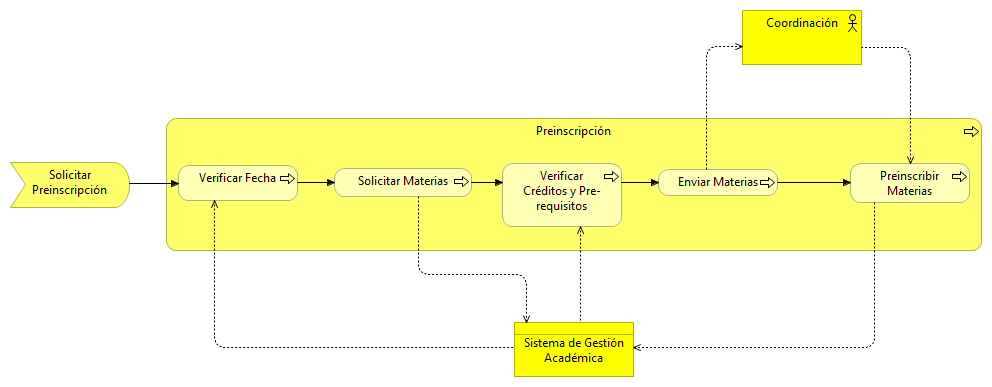 Coordinación
Preinscripción
Solicitar
Preinscripción
Verificar Fecha
Solicitar Materias
Verificar
Créditos y Pre-
requisitos
Enviar Materias
Preinscribir
Materias
Sistema de Gestión
Académica